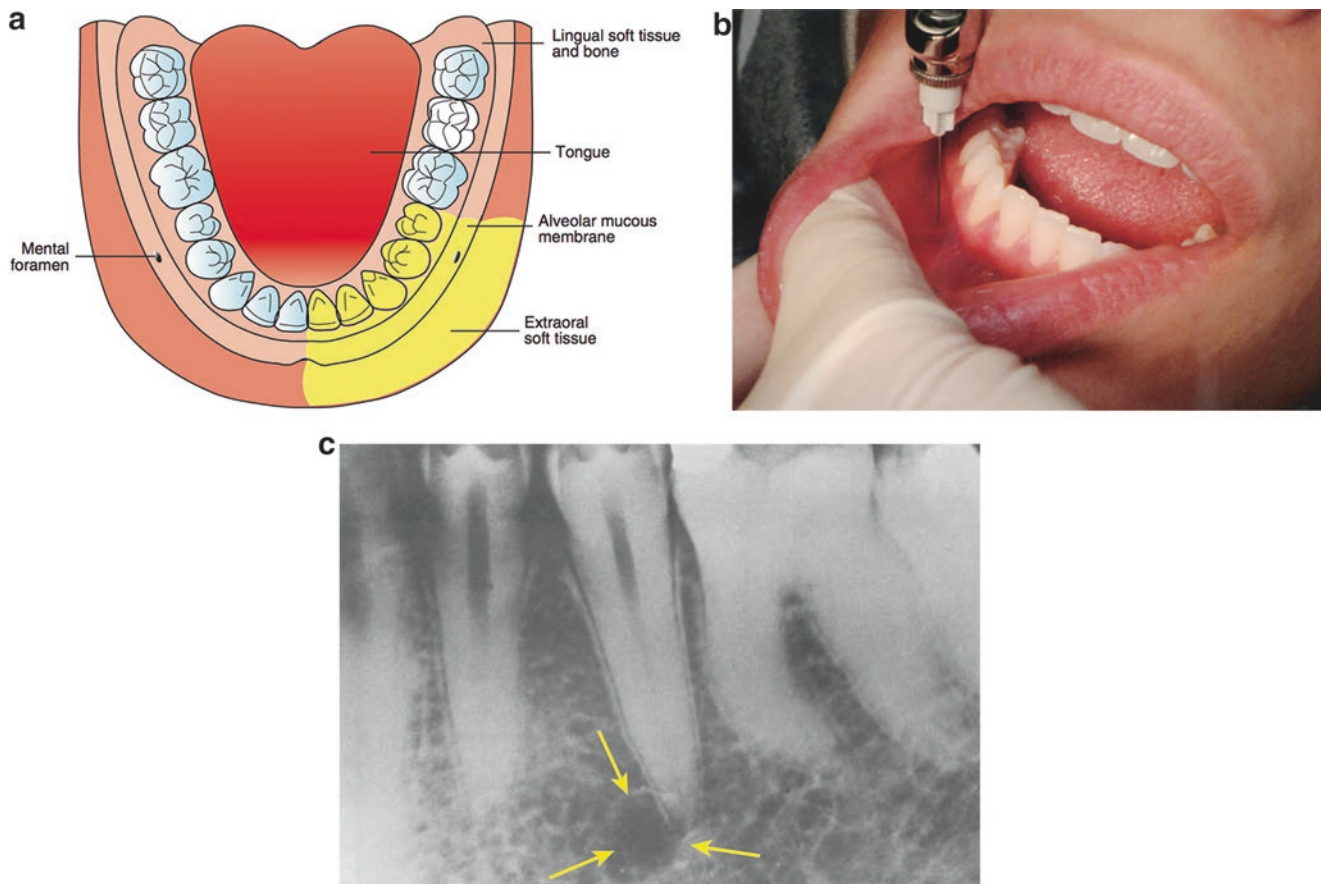 a
Lingual soft tissue
and bone
Tongue
Alveolar mucous
membrane
Mental
foramen
Extraoral
soft tissue
b
c